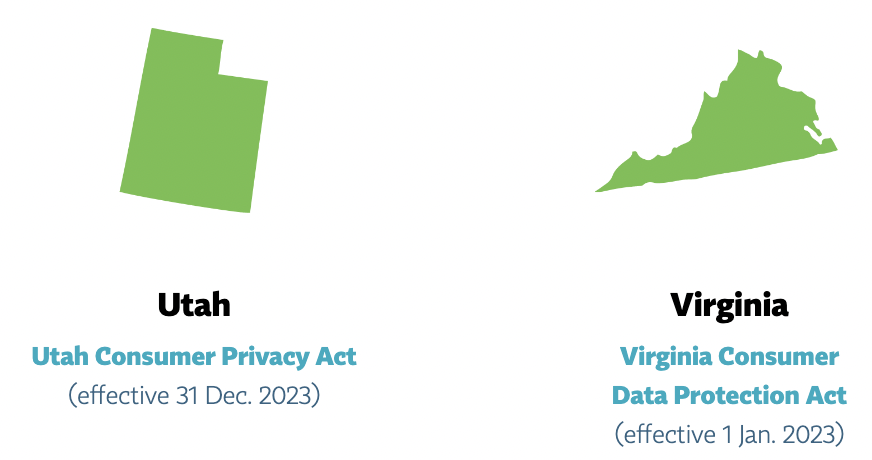 Utah
Utah Consumer Privacy Act
(effective 31 Dec. 2023)
Virginia
Virginia Consumer
Data Protection Act
(effective 1 Jan. 2023)